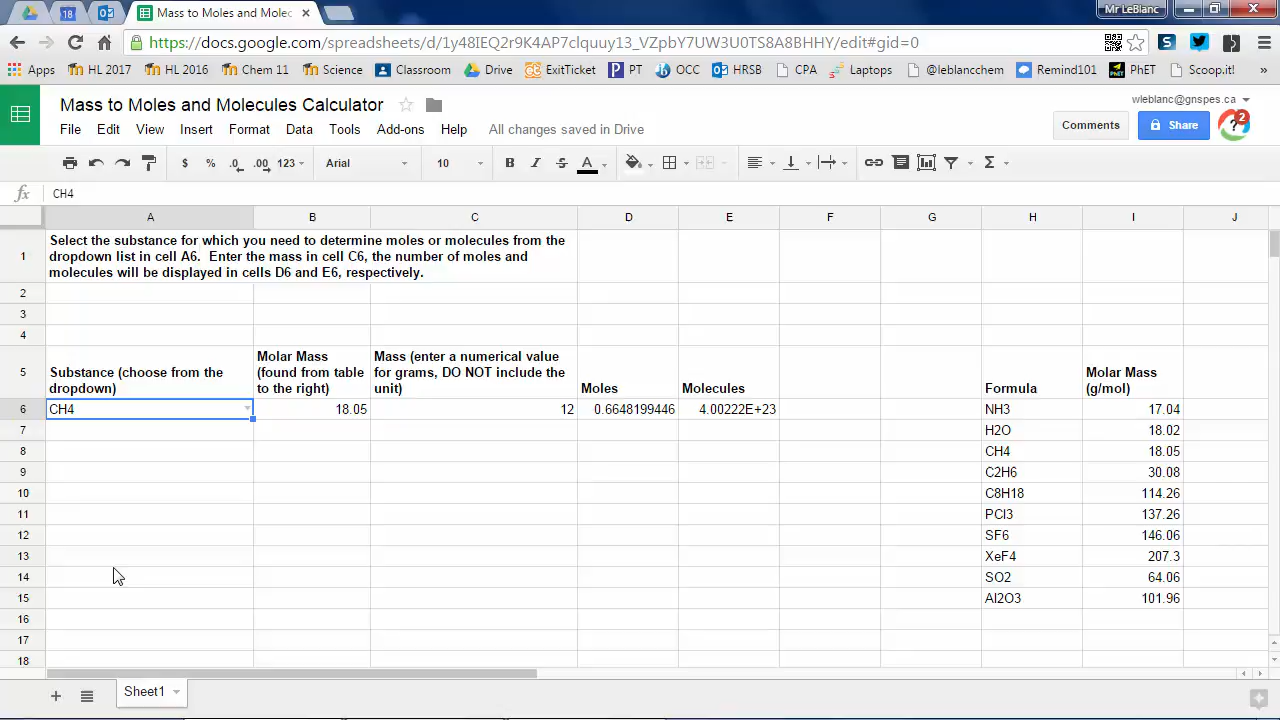 18
Mass to Moles and Molec
Mr LeBlanc
https://docs.google.com/spreadsheets/d/1y48IEQ2r9K4AP7clquuy13_VZpbY7UW3U0TS8A8BHHY/edit#gid=0
Apps HL 2017 HL 2016 Chem 11 Science Classroom Drive ExitTicket PT OCC HRSB CPA Laptops @leblancchem Remind101 PhET Scoop.it! »
Mass to Moles and Molecules Calculator
wleblanc@gnspes.ca
File Edit View Insert Format Data Tools Add-ons Help All changes saved in Drive
Comments Share 2
$ % .0 .00 123 Arial 10 B I S A Σ
fx CH4
A B C D E F G H I J
1 Select the substance for which you need to determine moles or molecules from the
dropdown list in cell A6. Enter the mass in cell C6, the number of moles and
molecules will be displayed in cells D6 and E6, respectively.
2
3
4
5 Substance (choose from the
dropdown)
Molar Mass
(found from table
to the right)
Mass (enter a numerical value
for grams, DO NOT include the
unit)
Moles
Molecules
Formula
Molar Mass
(g/mol)
6 CH4 18.05 12 0.6648199446 4.00222E+23 NH3 17.04
7 H2O 18.02
8 CH4 18.05
9 C2H6 30.08
10 C8H18 114.26
11 PCl3 137.26
12 SF6 146.06
13 XeF4 207.3
14 SO2 64.06
15 Al2O3 101.96
16
17
18
Sheet1